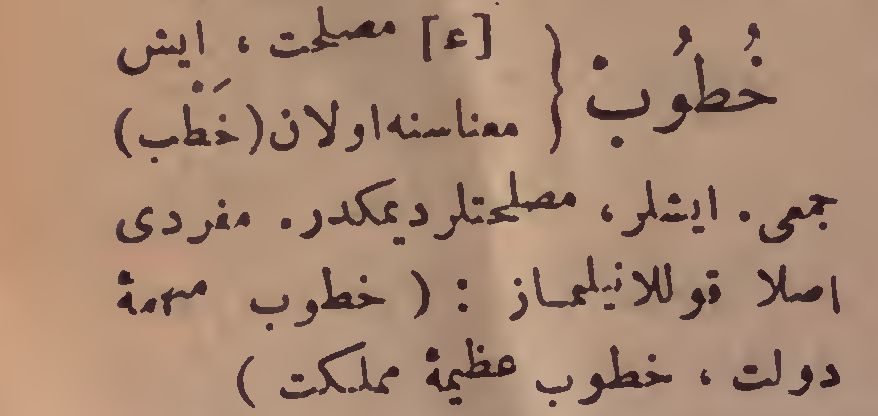 خُطُوبْ { [ع] مصلحت ، ایش
معناسنه اولان (خَطْب)
جمعی . ایشلر ، مصلحتلر دیمکدر . مفردی
اصلا قوللانیلماز : ( خطوب مهمهٔ
دولت ، خطوب عظیمهٔ مملکت )